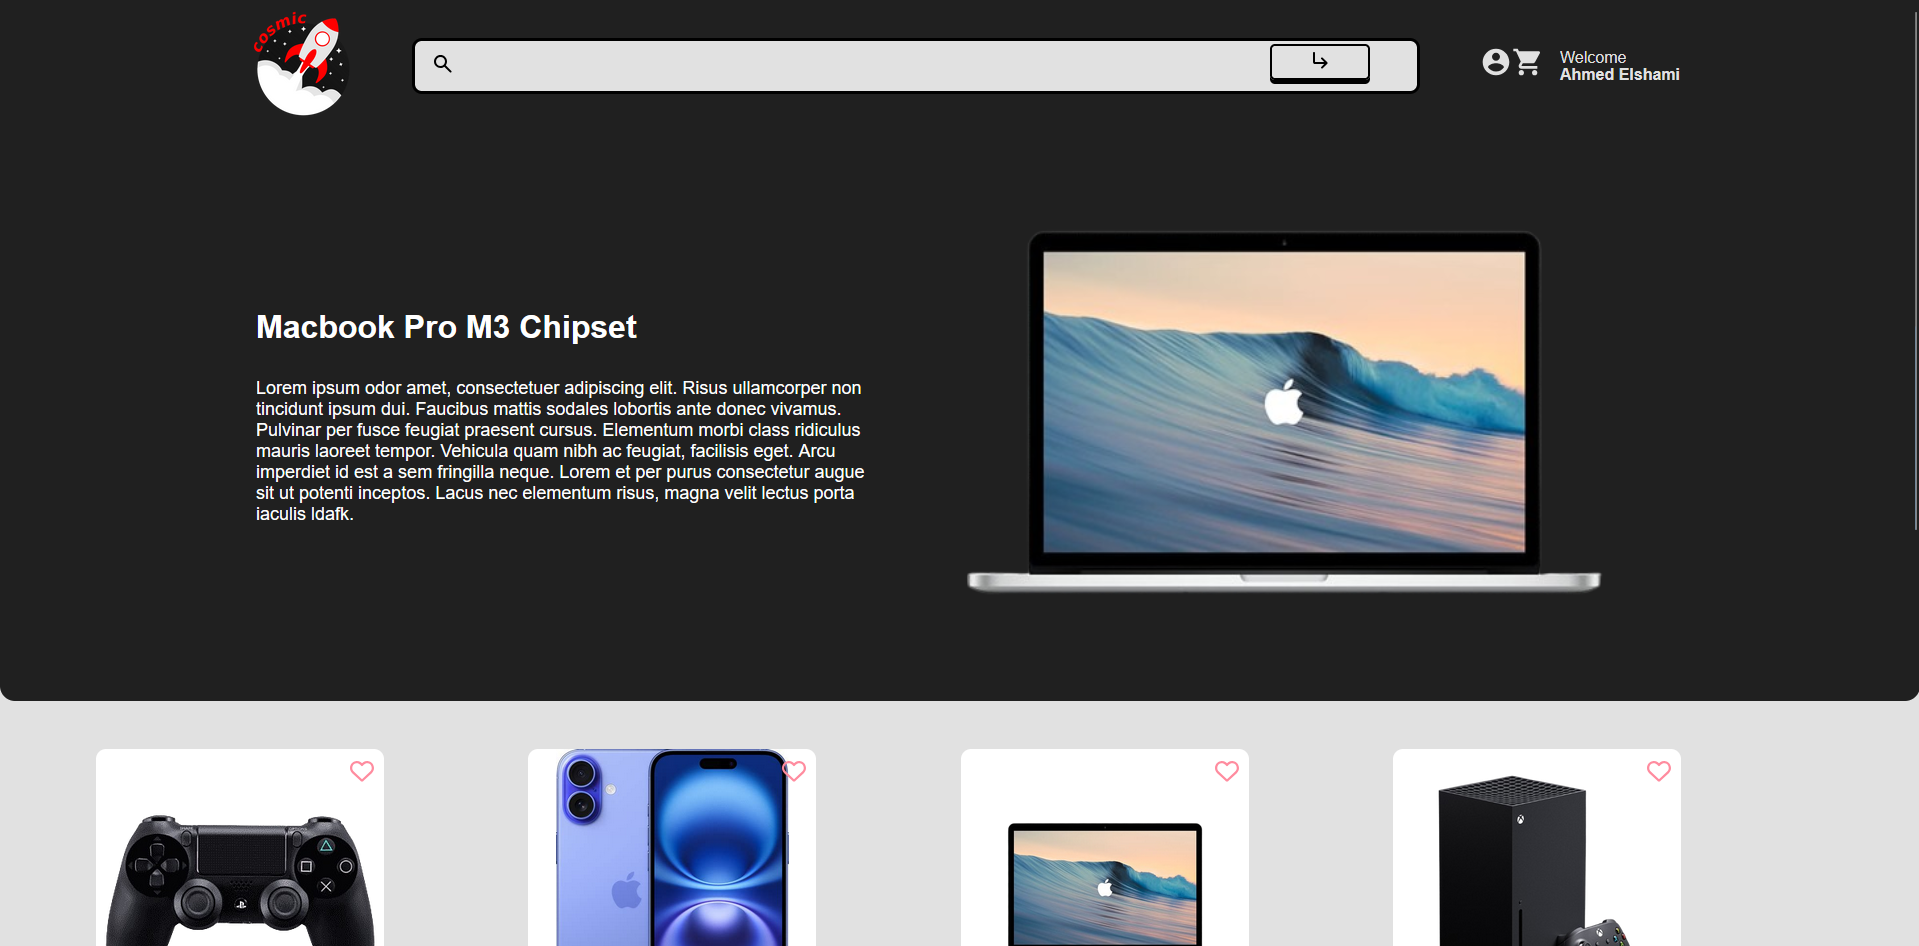 cosmic
Welcome
Ahmed Elshami
Macbook Pro M3 Chipset
Lorem ipsum odor amet, consectetuer adipiscing elit. Risus ullamcorper non
tincidunt ipsum dui. Faucibus mattis sodales lobortis ante donec vivamus.
Pulvinar per fusce feugiat praesent cursus. Elementum morbi class ridiculus
mauris laoreet tempor. Vehicula quam nibh ac feugiat, facilisis eget. Arcu
imperdiet id est a sem fringilla neque. Lorem et per purus consectetur augue
sit ut potenti inceptos. Lacus nec elementum risus, magna velit lectus porta
iaculis ldafk.